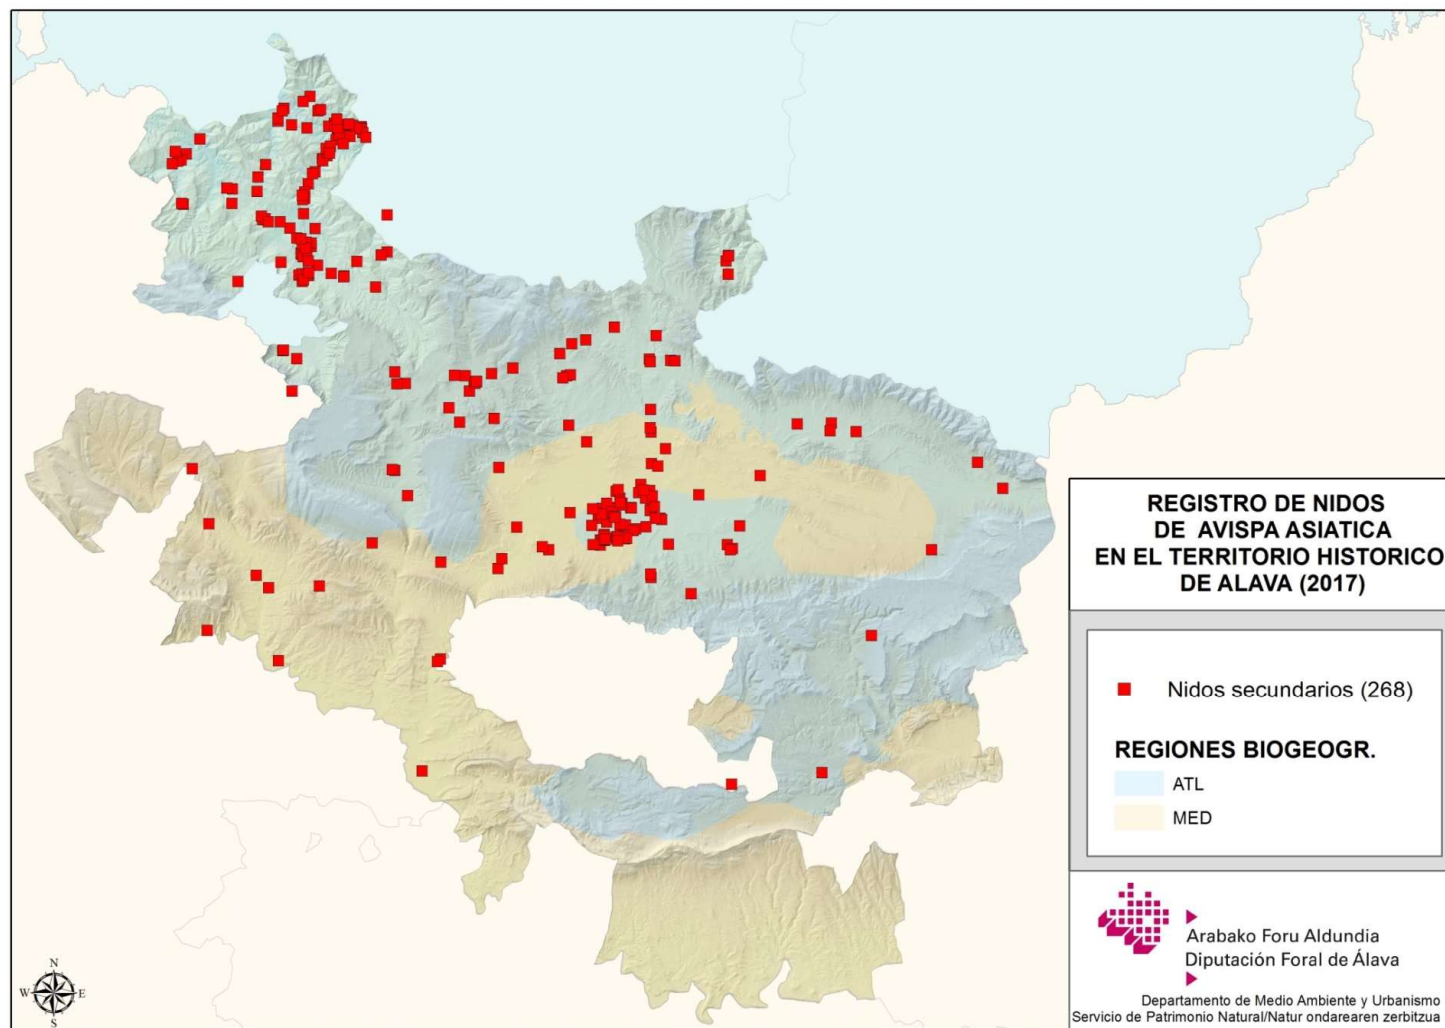 REGISTRO DE NIDOS
DE AVISPA ASIATICA
EN EL TERRITORIO HISTORICO
DE ALAVA (2017)
Nidos secundarios (268)
REGIONES BIOGEOGR.
ATL
MED
Arabako Foru Aldundia
Diputación Foral de Álava
Departamento de Medio Ambiente y Urbanismo
Servicio de Patrimonio Natural/Natur ondarearen zerbitzua
N
W E
S